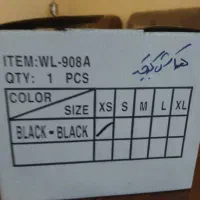 ITEM:WL-908A
QTY: 1 PCS
COLOR SIZE XS S M L XL
BLACK - BLACK